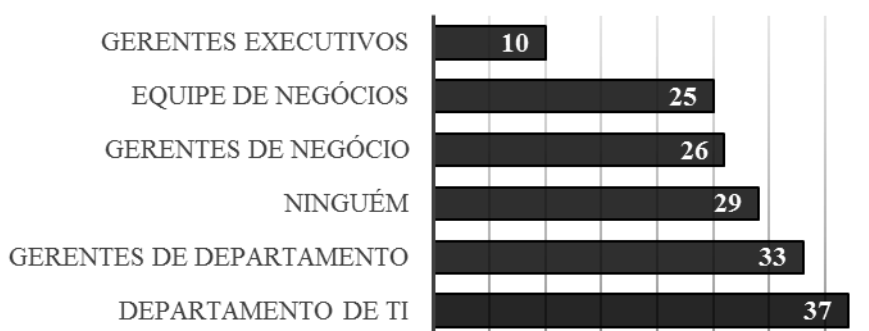 GERENTES EXECUTIVOS 10
EQUIPE DE NEGÓCIOS 25
GERENTES DE NEGÓCIO 26
NINGUÉM 29
GERENTES DE DEPARTAMENTO 33
DEPARTAMENTO DE TI 37